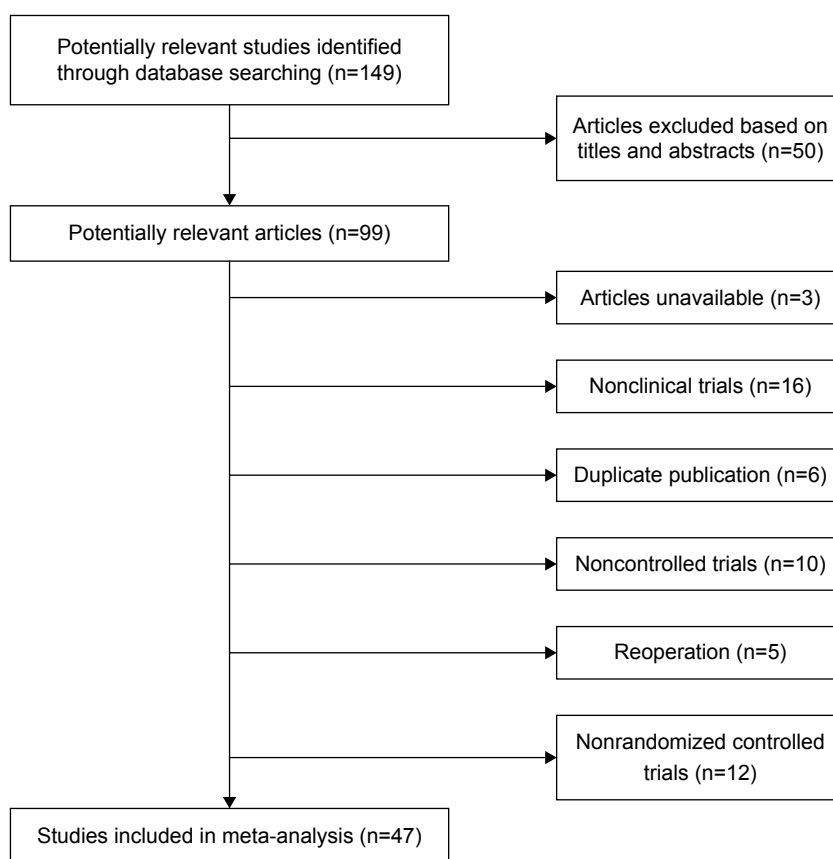 Potentially relevant studies identified
through database searching (n=149)
Articles excluded based on
titles and abstracts (n=50)
Potentially relevant articles (n=99)
Articles unavailable (n=3)
Nonclinical trials (n=16)
Duplicate publication (n=6)
Noncontrolled trials (n=10)
Reoperation (n=5)
Nonrandomized controlled
trials (n=12)
Studies included in meta-analysis (n=47)